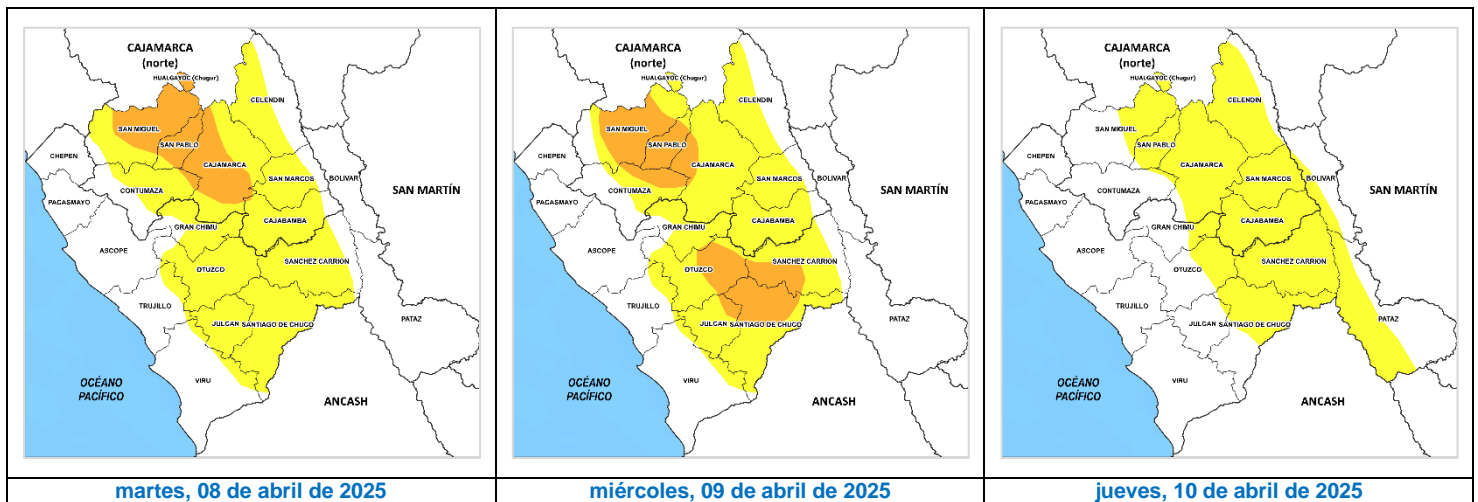 CAJAMARCA
(norte)
HUALGAYOC (Chugur)
CELENDIN
SAN MIGUEL
SAN PABLO
CHEPEN
CAJAMARCA
SAN MARCOS
BOLIVAR
SAN MARTÍN
CONTUMAZA
PACASMAYO
CAJABAMBA
GRAN CHIMU
ASCOPE
SANCHEZ CARRION
OTUZCO
TRUJILLO
PATAZ
JULCAN
SANTIAGO DE CHUCO
VIRU
OCÉANO
PACÍFICO
ANCASH
martes, 08 de abril de 2025
CAJAMARCA
(norte)
HUALGAYOC (Chugur)
CELENDIN
SAN MIGUEL
SAN PABLO
CHEPEN
CAJAMARCA
SAN MARCOS
BOLIVAR
SAN MARTÍN
CONTUMAZA
PACASMAYO
CAJABAMBA
GRAN CHIMU
ASCOPE
SANCHEZ CARRION
OTUZCO
TRUJILLO
PATAZ
JULCAN
SANTIAGO DE CHUCO
VIRU
OCÉANO
PACÍFICO
ANCASH
miércoles, 09 de abril de 2025
CAJAMARCA
(norte)
HUALGAYOC (Chugur)
CELENDIN
SAN MIGUEL
SAN PABLO
CHEPEN
CAJAMARCA
SAN MARCOS
BOLIVAR
SAN MARTÍN
CONTUMAZA
PACASMAYO
CAJABAMBA
GRAN CHIMU
ASCOPE
SANCHEZ CARRION
OTUZCO
TRUJILLO
PATAZ
JULCAN
SANTIAGO DE CHUCO
VIRU
OCÉANO
PACÍFICO
ANCASH
jueves, 10 de abril de 2025